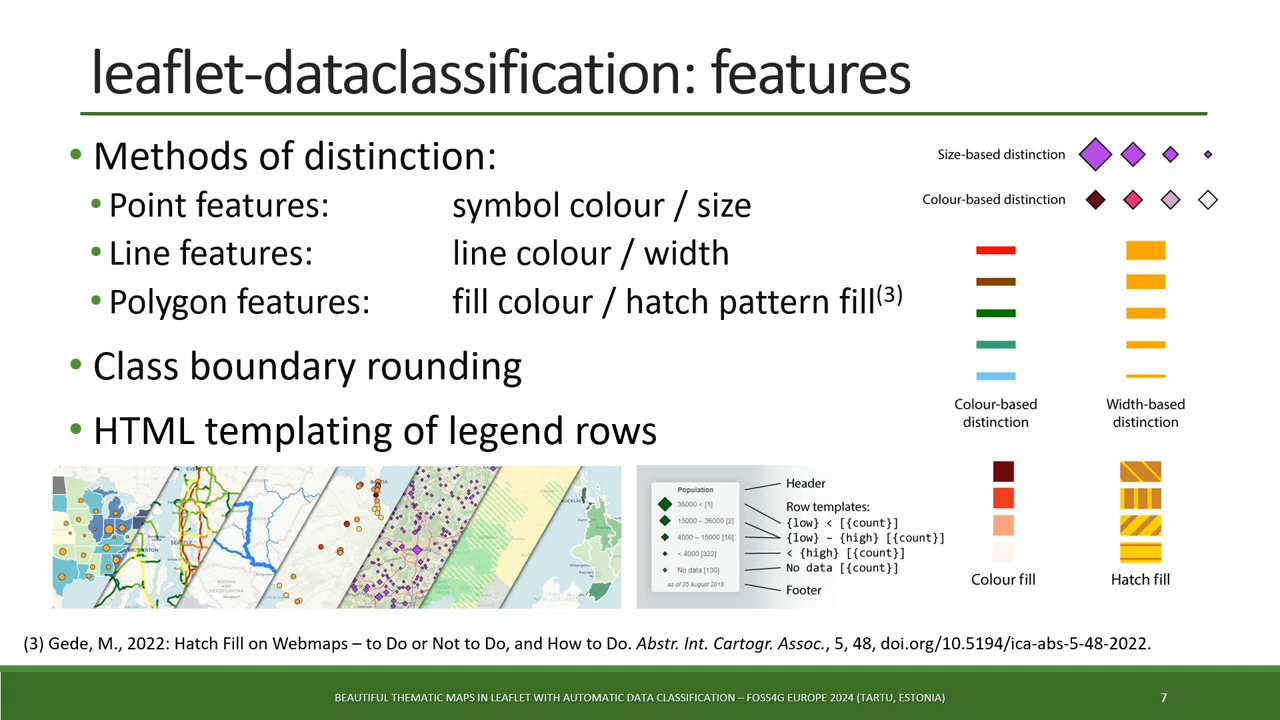 leaflet-dataclassification: features
• Methods of distinction:
• Point features: symbol colour / size
• Line features: line colour / width
• Polygon features: fill colour / hatch pattern fill(3)
• Class boundary rounding
• HTML templating of legend rows
Size-based distinction
Colour-based distinction
Colour-based
distinction
Width-based
distinction
Colour fill
Hatch fill
Population
36000 < [1]
15000 – 36000 [2]
4000 – 15000 [16]
< 4000 [322]
No data [130]
as of 25 August 2018
Header
Row templates:
{low} < [{count}]
{low} – {high} [{count}]
< {high} [{count}]
No data [{count}]
Footer
(3) Gede, M., 2022: Hatch Fill on Webmaps – to Do or Not to Do, and How to Do. Abstr. Int. Cartogr. Assoc., 5, 48, doi.org/10.5194/ica-abs-5-48-2022.
BEAUTIFUL THEMATIC MAPS IN LEAFLET WITH AUTOMATIC DATA CLASSIFICATION – FOSS4G EUROPE 2024 (TARTU, ESTONIA)
7